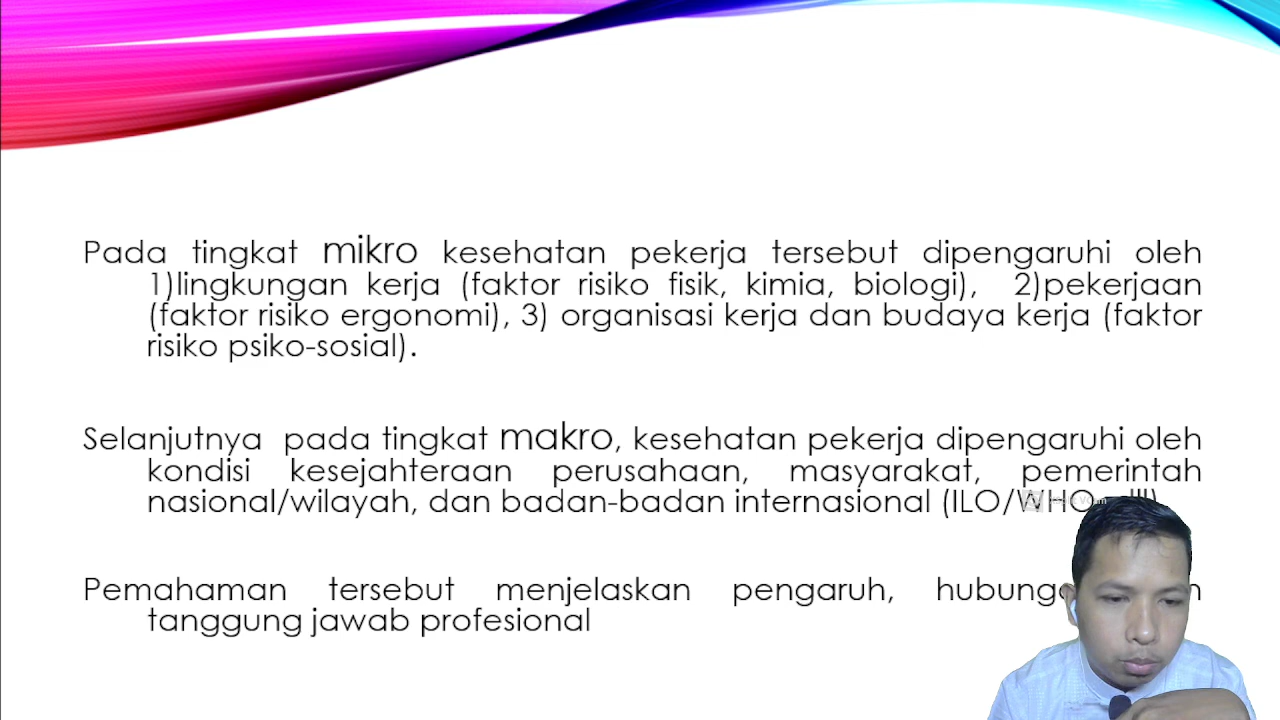 Pada tingkat mikro kesehatan pekerja tersebut dipengaruhi oleh
1)lingkungan kerja (faktor risiko fisik, kimia, biologi), 2)pekerjaan
(faktor risiko ergonomi), 3) organisasi kerja dan budaya kerja (faktor
risiko psiko-sosial).
Selanjutnya pada tingkat makro, kesehatan pekerja dipengaruhi oleh
kondisi kesejahteraan perusahaan, masyarakat, pemerintah
nasional/wilayah, dan badan-badan internasional (ILO/WHO
Pemahaman tersebut menjelaskan pengaruh,
tanggung jawab profesional